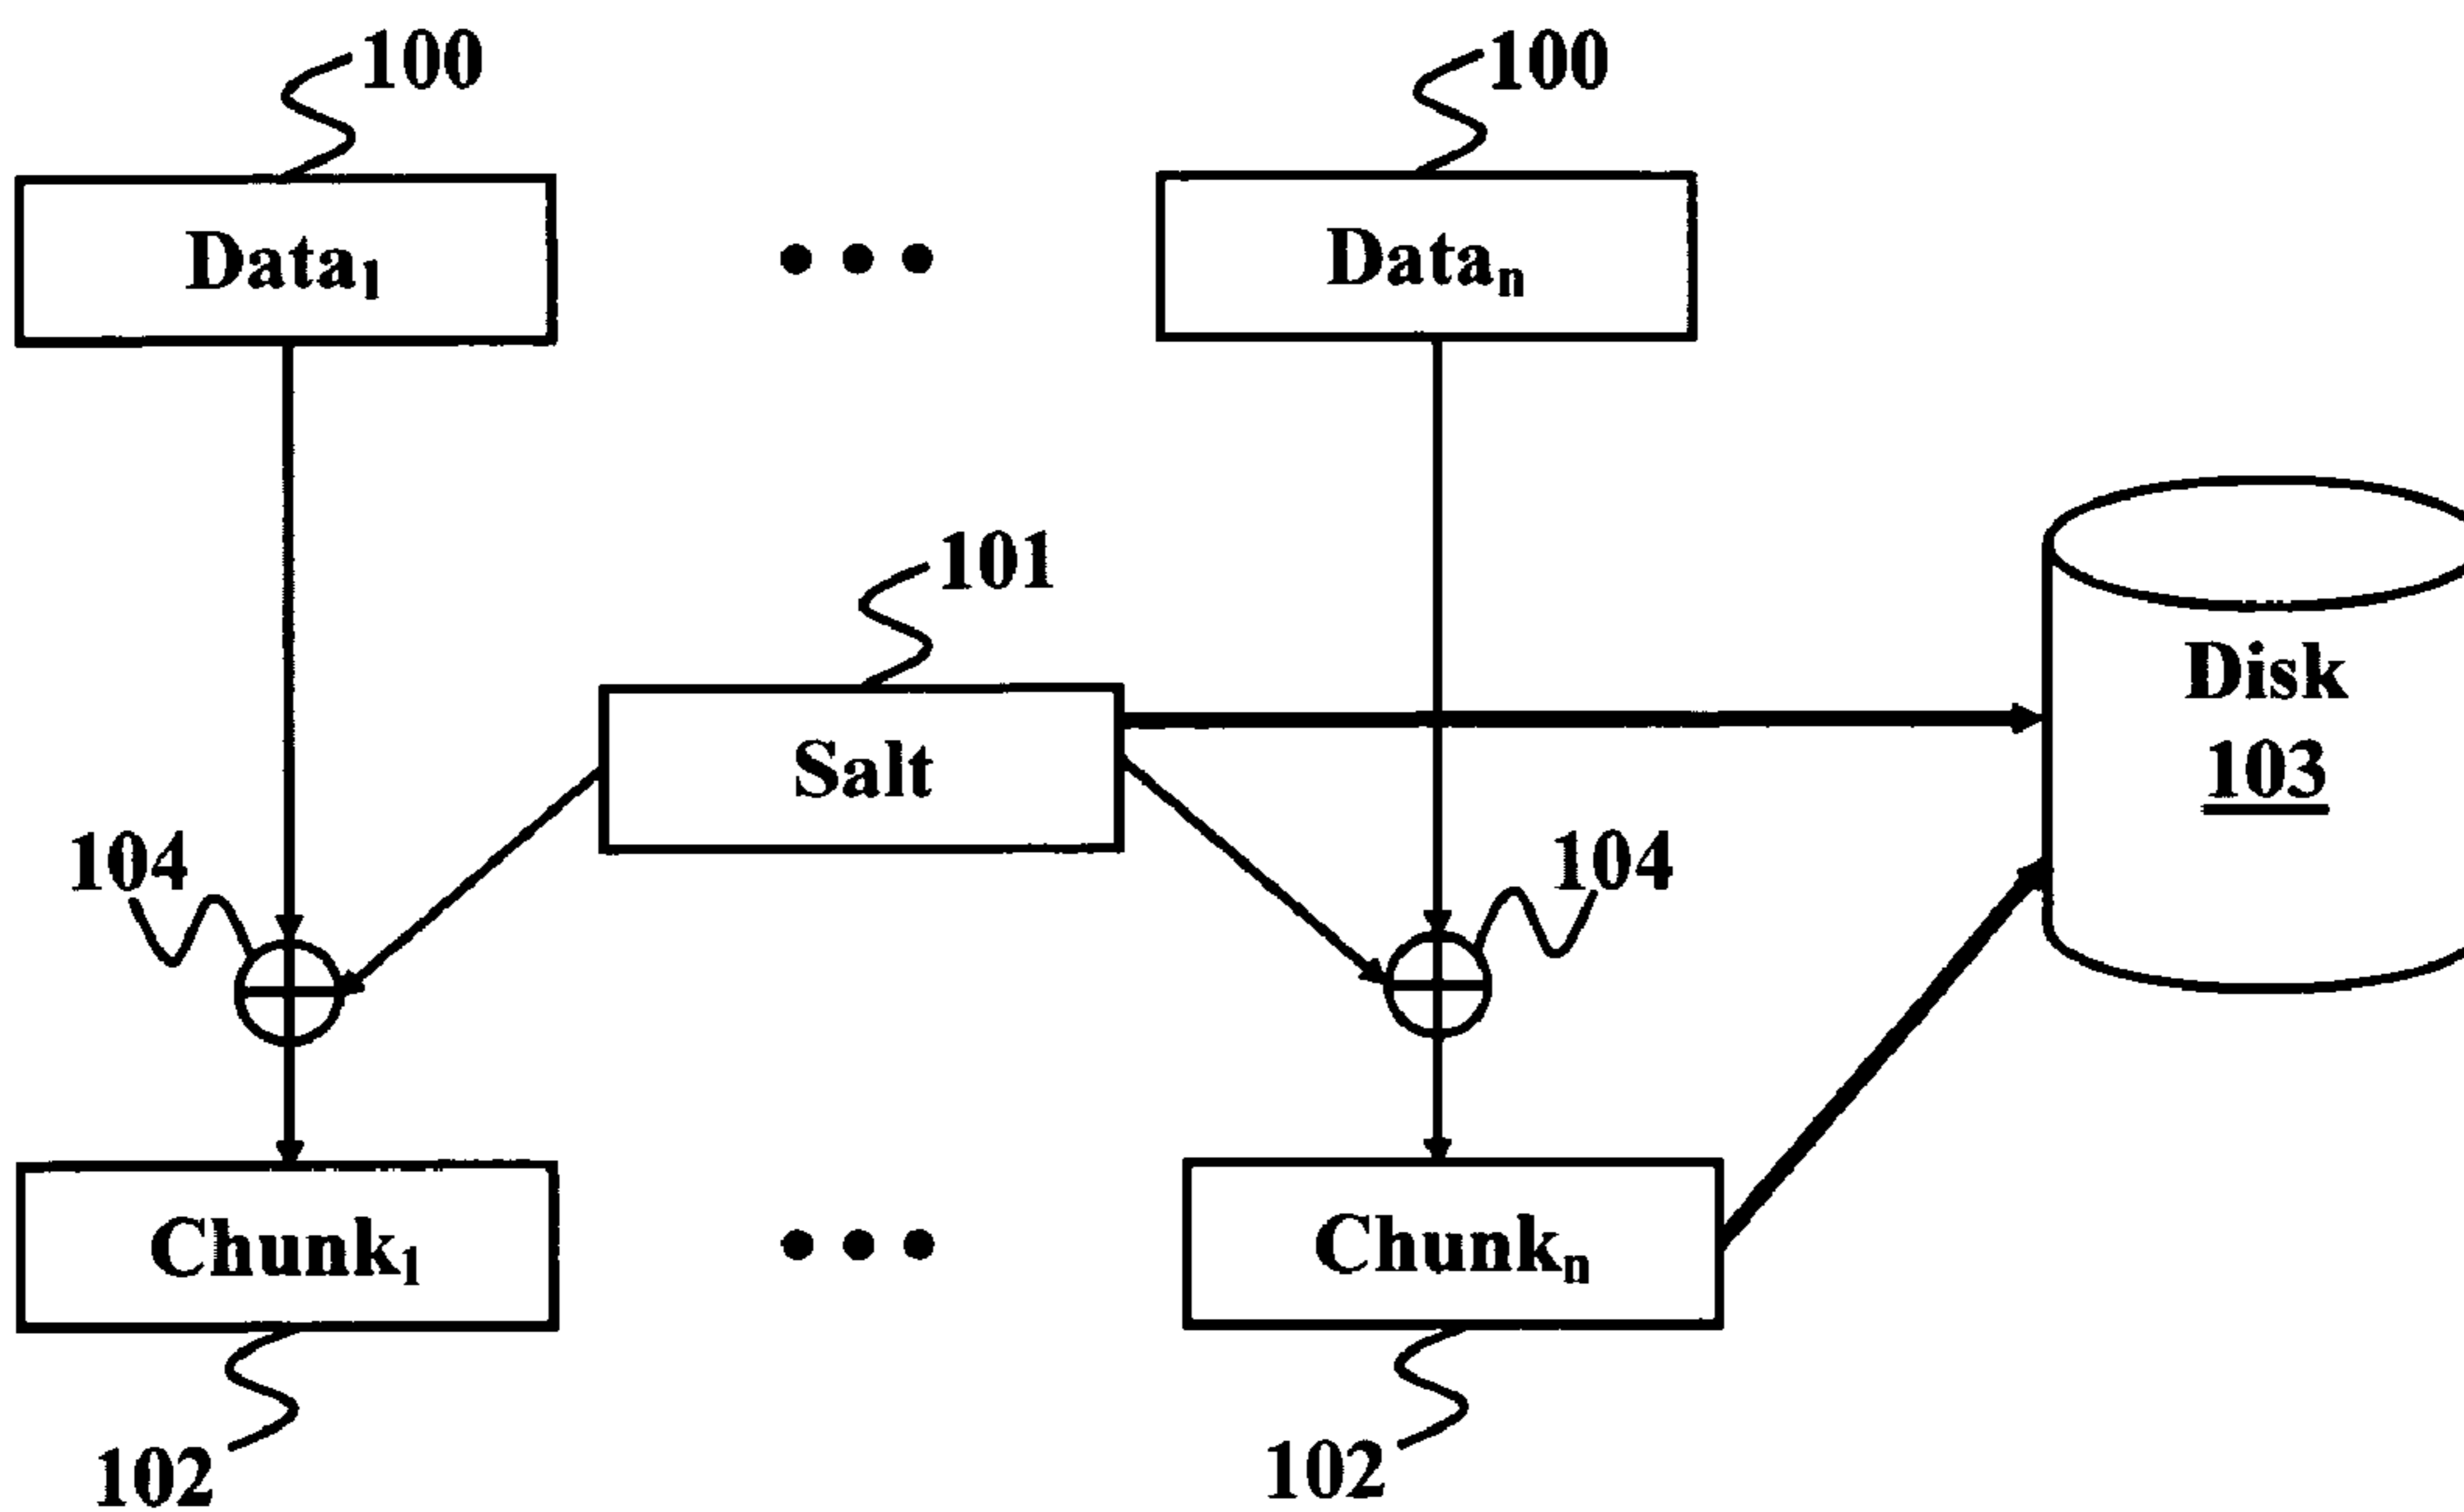 100 100
Data₁ Dataₙ
101
Disk
Salt 103
104 104
Chunk₁ Chunkₙ
102 102